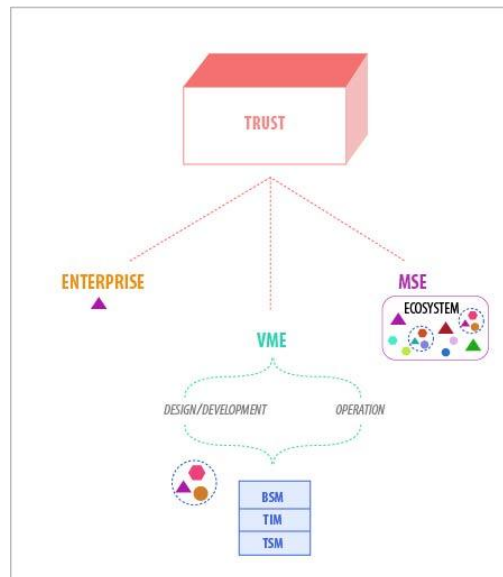 TRUST
ENTERPRISE
MSE
ECOSYSTEM
VME
DESIGN/DEVELOPMENT
OPERATION
BSM
TIM
TSM